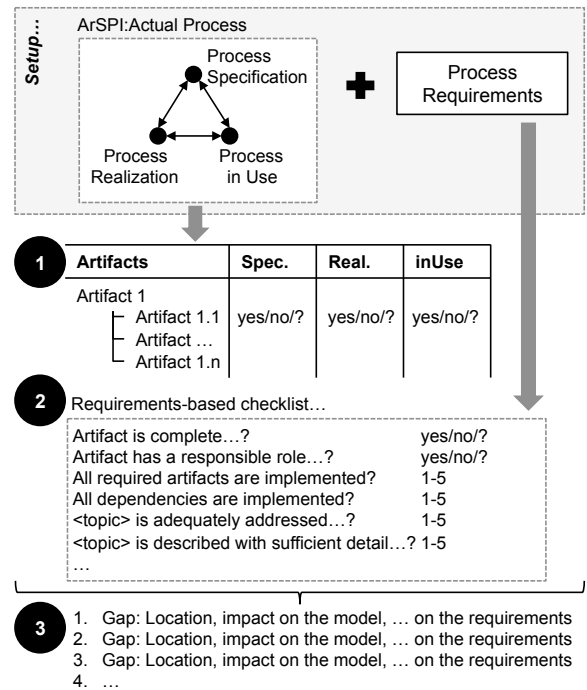 Setup…
ArSPI:Actual Process
Process
Specification
Process
Realization
Process
in Use
Process
Requirements
1
Artifacts Spec. Real. inUse
Artifact 1
Artifact 1.1 yes/no/? yes/no/? yes/no/?
Artifact …
Artifact 1.n
2
Requirements-based checklist…
Artifact is complete…? yes/no/?
Artifact has a responsible role…? yes/no/?
All required artifacts are implemented? 1-5
All dependencies are implemented? 1-5
<topic> is adequately addressed…? 1-5
<topic> is described with sufficient detail…? 1-5
…
3
1. Gap: Location, impact on the model, … on the requirements
2. Gap: Location, impact on the model, … on the requirements
3. Gap: Location, impact on the model, … on the requirements
4. …